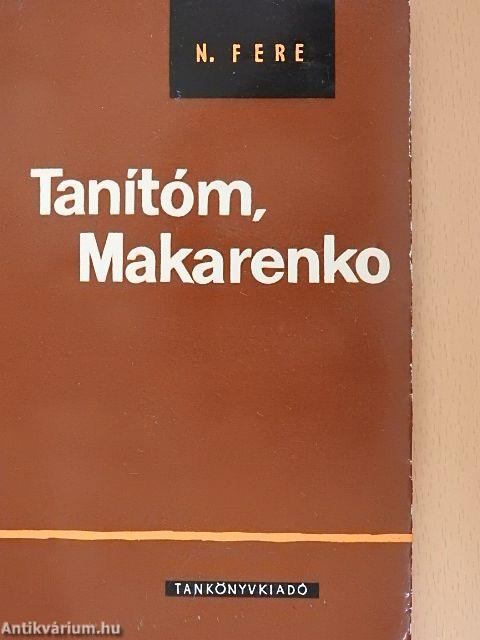 N. FERE
Tanítóm,
Makarenko
TANKÖNYVKIADÓ
Antikvárium.hu